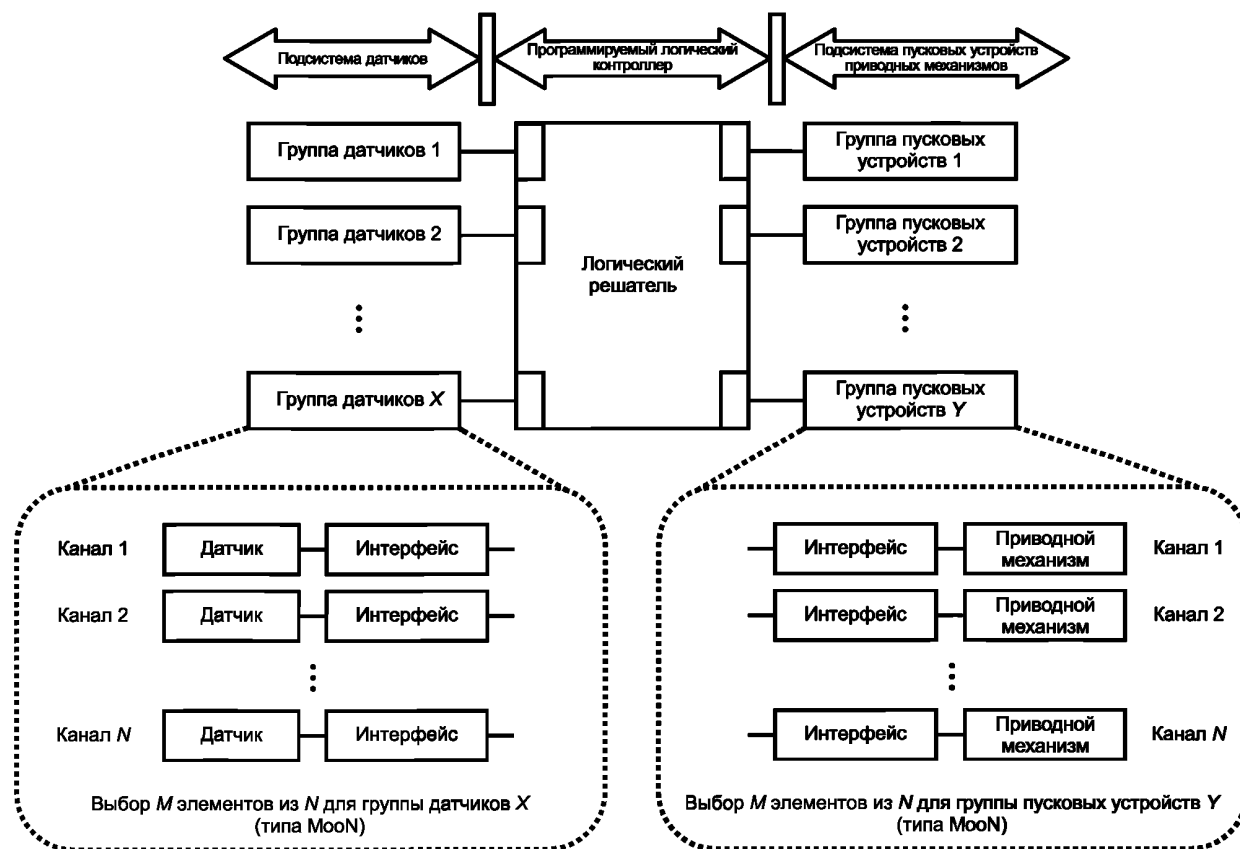 Подсистема датчиков
Программируемый логический
контроллер
Подсистема пусковых устройств
приводных механизмов
Группа датчиков 1
Группа пусковых
устройств 1
Группа датчиков 2
Группа пусковых
устройств 2
Логический
решатель
Группа датчиков X
Группа пусковых
устройств Y
Канал 1
Датчик
Интерфейс
Канал 2
Датчик
Интерфейс
Канал N
Датчик
Интерфейс
Выбор M элементов из N для группы датчиков X
(типа MooN)
Интерфейс
Приводной
механизм
Канал 1
Интерфейс
Приводной
механизм
Канал 2
Интерфейс
Приводной
механизм
Канал N
Выбор M элементов из N для группы пусковых устройств Y
(типа MooN)